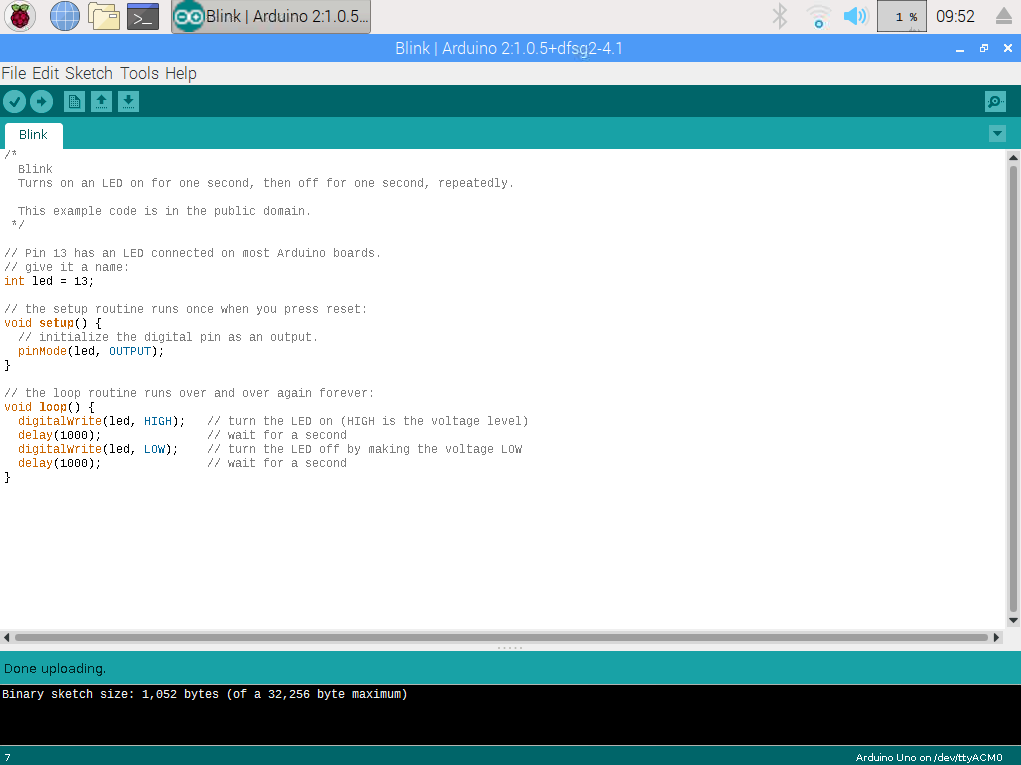 Blink | Arduino 2:1.0.5...
1 %
09:52
Blink | Arduino 2:1.0.5+dfsg2-4.1
File Edit Sketch Tools Help
Blink
/*
  Blink
  Turns on an LED on for one second, then off for one second, repeatedly.
  This example code is in the public domain.
 */
// Pin 13 has an LED connected on most Arduino boards.
// give it a name:
int led = 13;
// the setup routine runs once when you press reset:
void setup() {
  // initialize the digital pin as an output.
  pinMode(led, OUTPUT);
}
// the loop routine runs over and over again forever:
void loop() {
  digitalWrite(led, HIGH);   // turn the LED on (HIGH is the voltage level)
  delay(1000);               // wait for a second
  digitalWrite(led, LOW);    // turn the LED off by making the voltage LOW
  delay(1000);               // wait for a second
}
Done uploading.
Binary sketch size: 1,052 bytes (of a 32,256 byte maximum)
7
Arduino Uno on /dev/ttyACM0